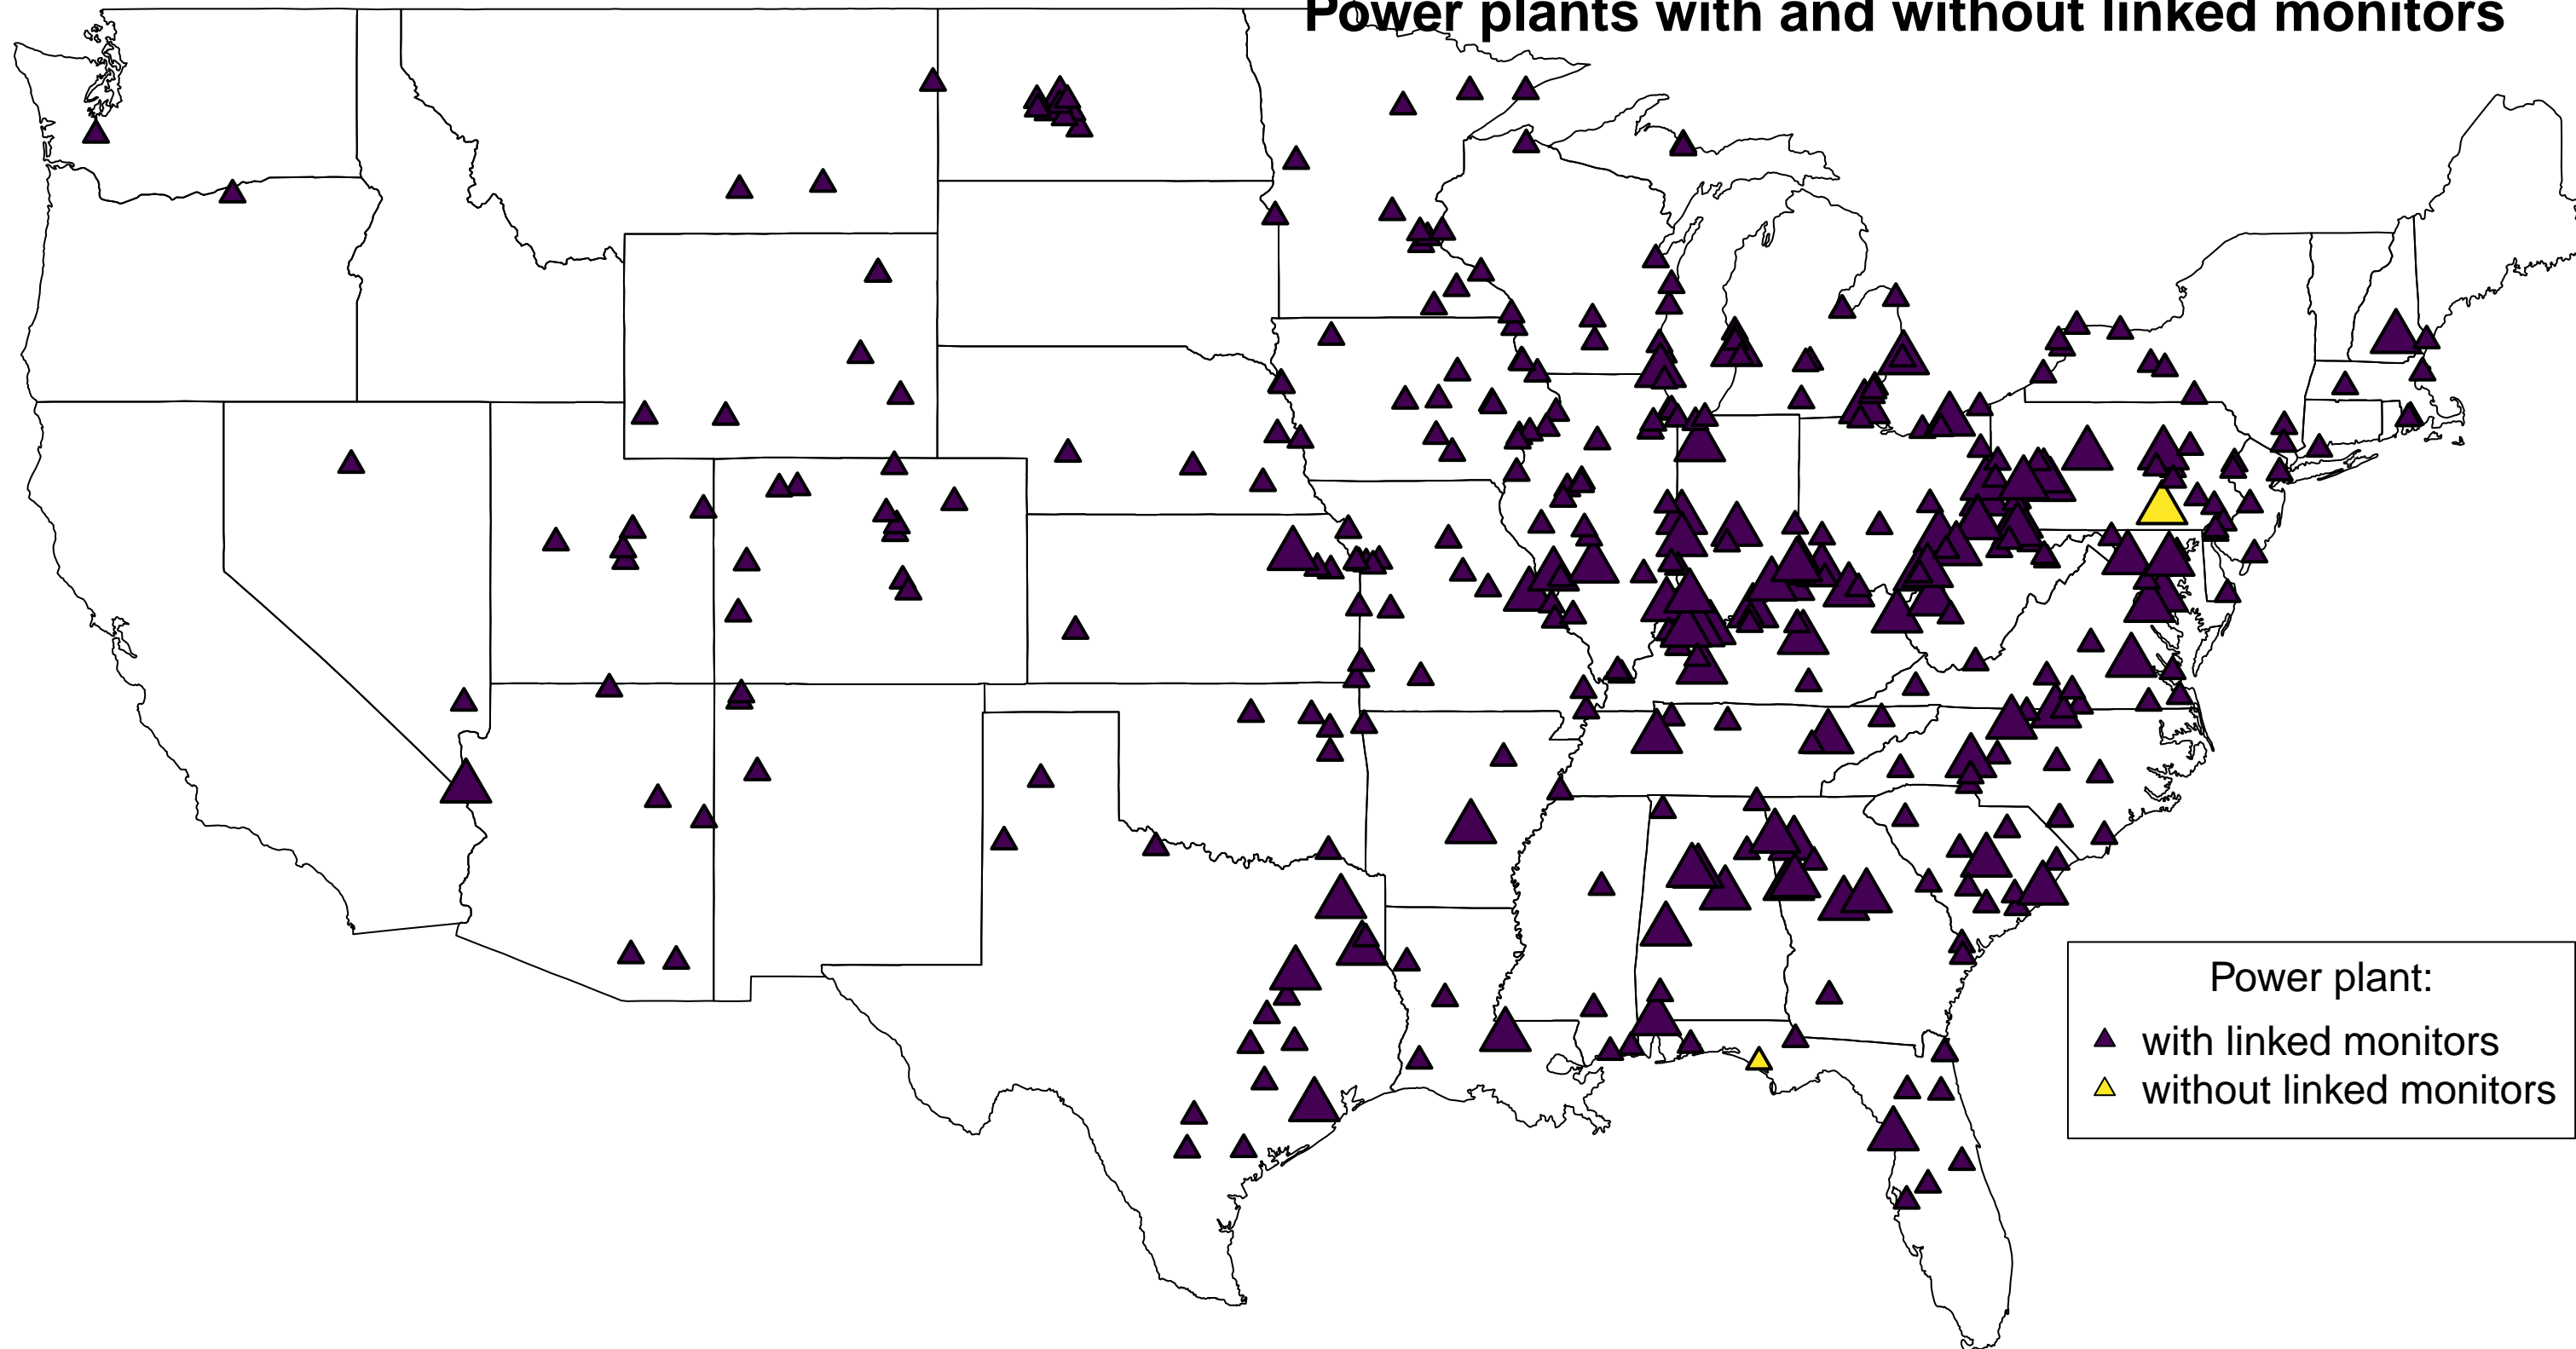 Power plants with and without linked monitors
Power plant:
with linked monitors
without linked monitors